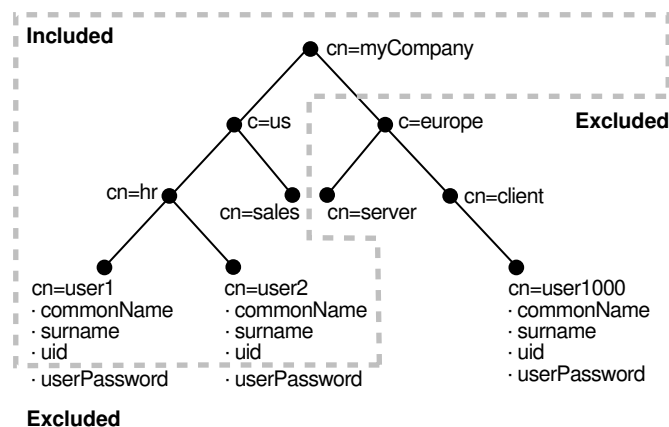 Included
cn=myCompany
c=us
c=europe
Excluded
cn=hr
cn=sales
cn=server
cn=client
cn=user1
· commonName
· surname
· uid
· userPassword
cn=user2
· commonName
· surname
· uid
· userPassword
cn=user1000
· commonName
· surname
· uid
· userPassword
Excluded